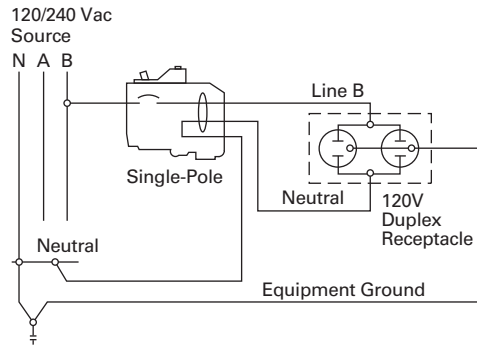 120/240 Vac
Source
N A B
Line B
Single-Pole
Neutral
120V
Duplex
Receptacle
Neutral
Equipment Ground